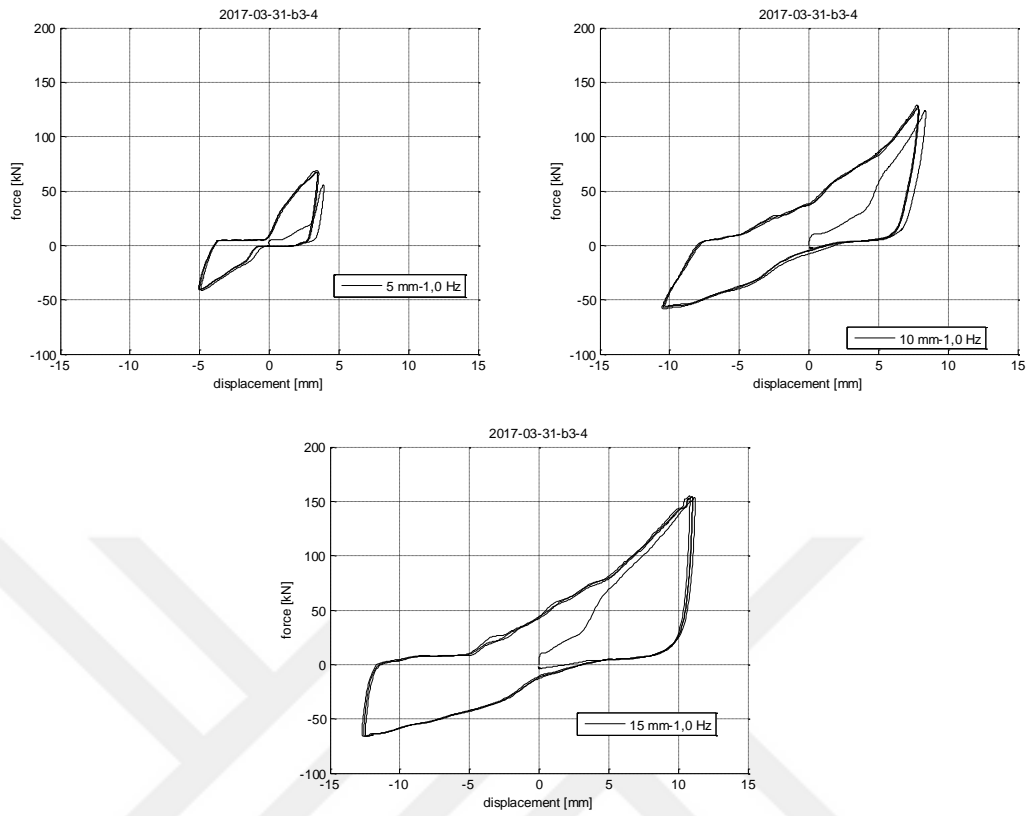 2017-03-31-b3-4
200
150
100
50
0
-50
-100
force [kN]
-15 -10 -5 0 5 10 15
displacement [mm]
5 mm-1,0 Hz
2017-03-31-b3-4
200
150
100
50
0
-50
-100
force [kN]
-15 -10 -5 0 5 10 15
displacement [mm]
10 mm-1,0 Hz
2017-03-31-b3-4
200
150
100
50
0
-50
-100
force [kN]
-15 -10 -5 0 5 10 15
displacement [mm]
15 mm-1,0 Hz